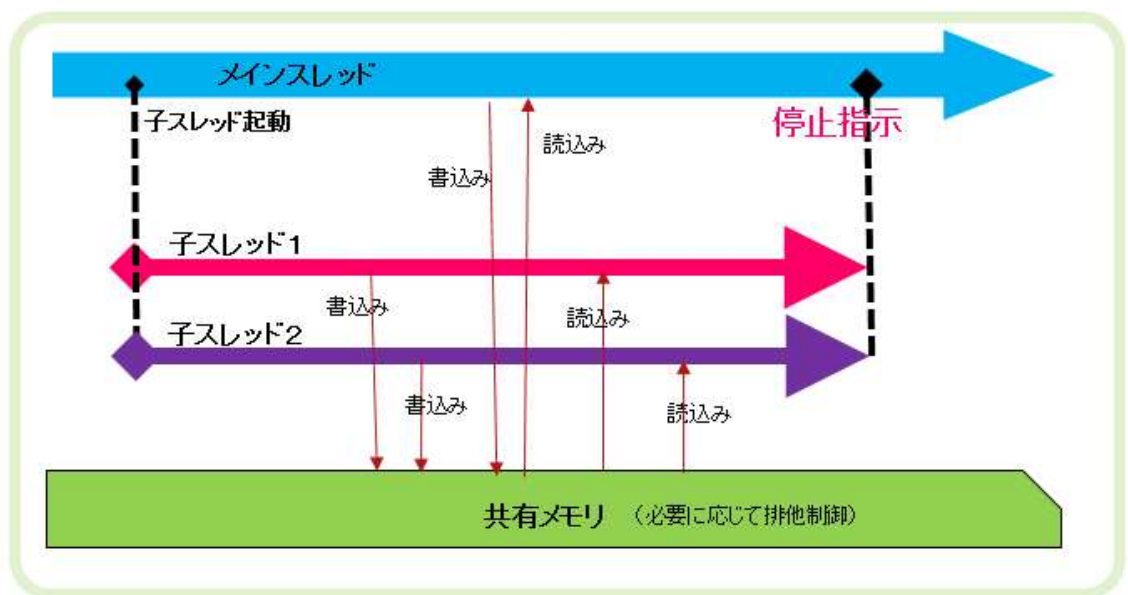 メインスレッド
子スレッド起動
停止指示
読込み
書込み
子スレッド1
書込み
読込み
子スレッド2
書込み
読込み
共有メモリ (必要に応じて排他制御)